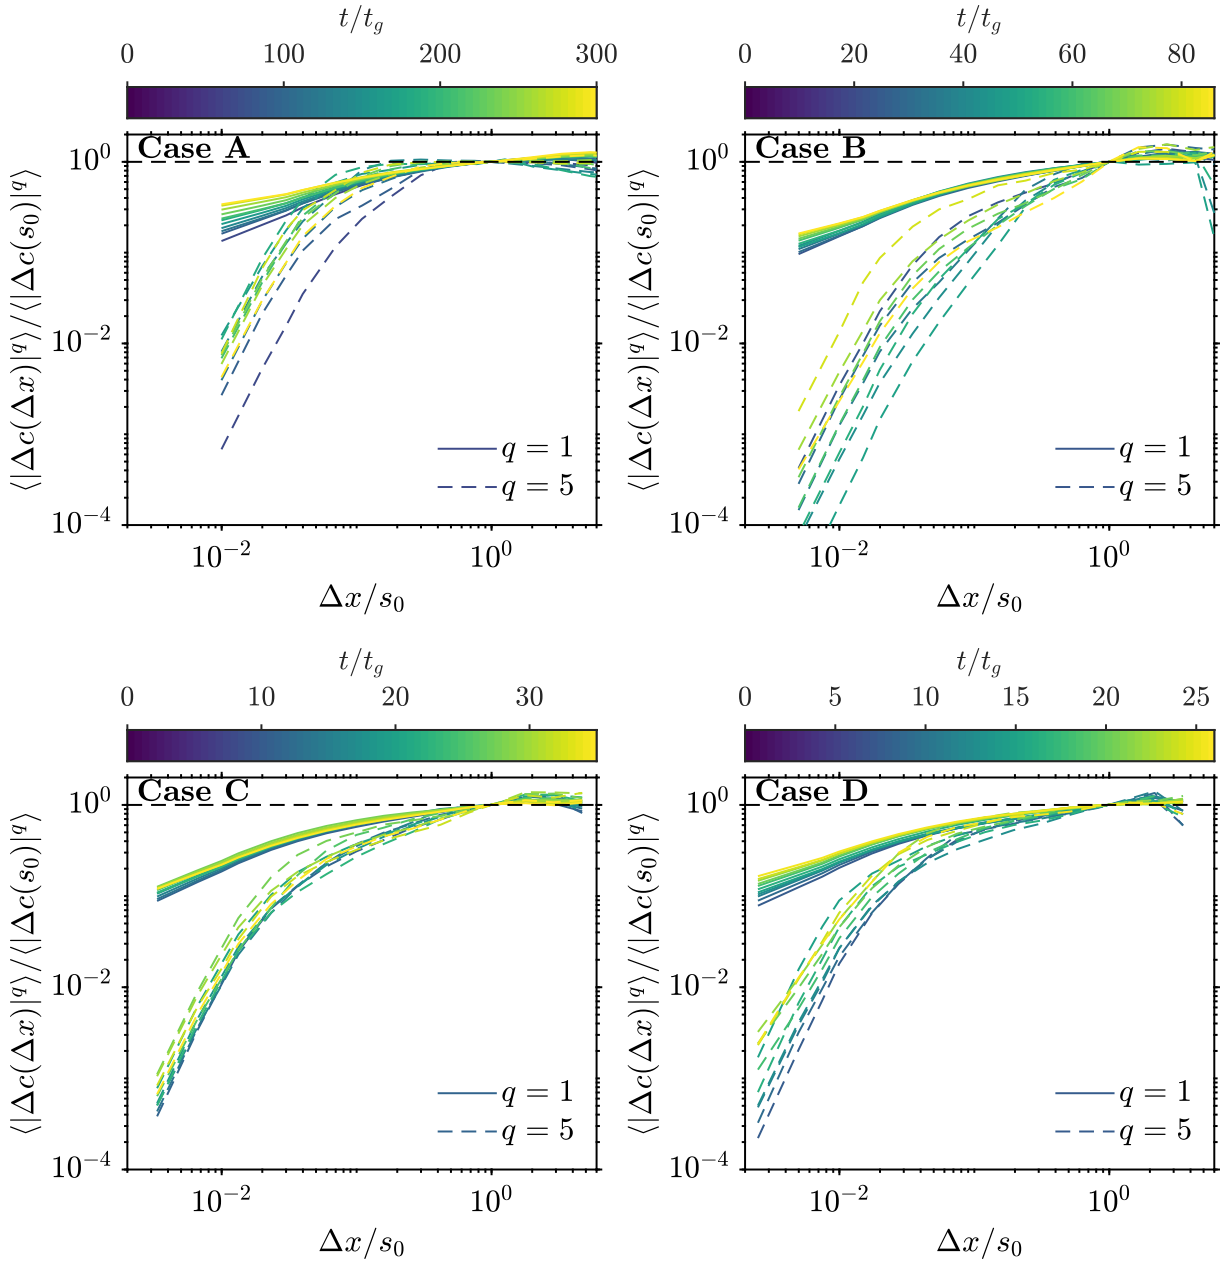 t/t_g
0 100 200 300
Case A
10^0
10^−2
10^−4
⟨|Δc(Δx)|^q⟩/⟨|Δc(s_0)|^q⟩
q = 1
q = 5
10^−2 10^0
Δx/s_0
t/t_g
0 20 40 60 80
Case B
10^0
10^−2
10^−4
⟨|Δc(Δx)|^q⟩/⟨|Δc(s_0)|^q⟩
q = 1
q = 5
10^−2 10^0
Δx/s_0
t/t_g
0 10 20 30
Case C
10^0
10^−2
10^−4
⟨|Δc(Δx)|^q⟩/⟨|Δc(s_0)|^q⟩
q = 1
q = 5
10^−2 10^0
Δx/s_0
t/t_g
0 5 10 15 20 25
Case D
10^0
10^−2
10^−4
⟨|Δc(Δx)|^q⟩/⟨|Δc(s_0)|^q⟩
q = 1
q = 5
10^−2 10^0
Δx/s_0